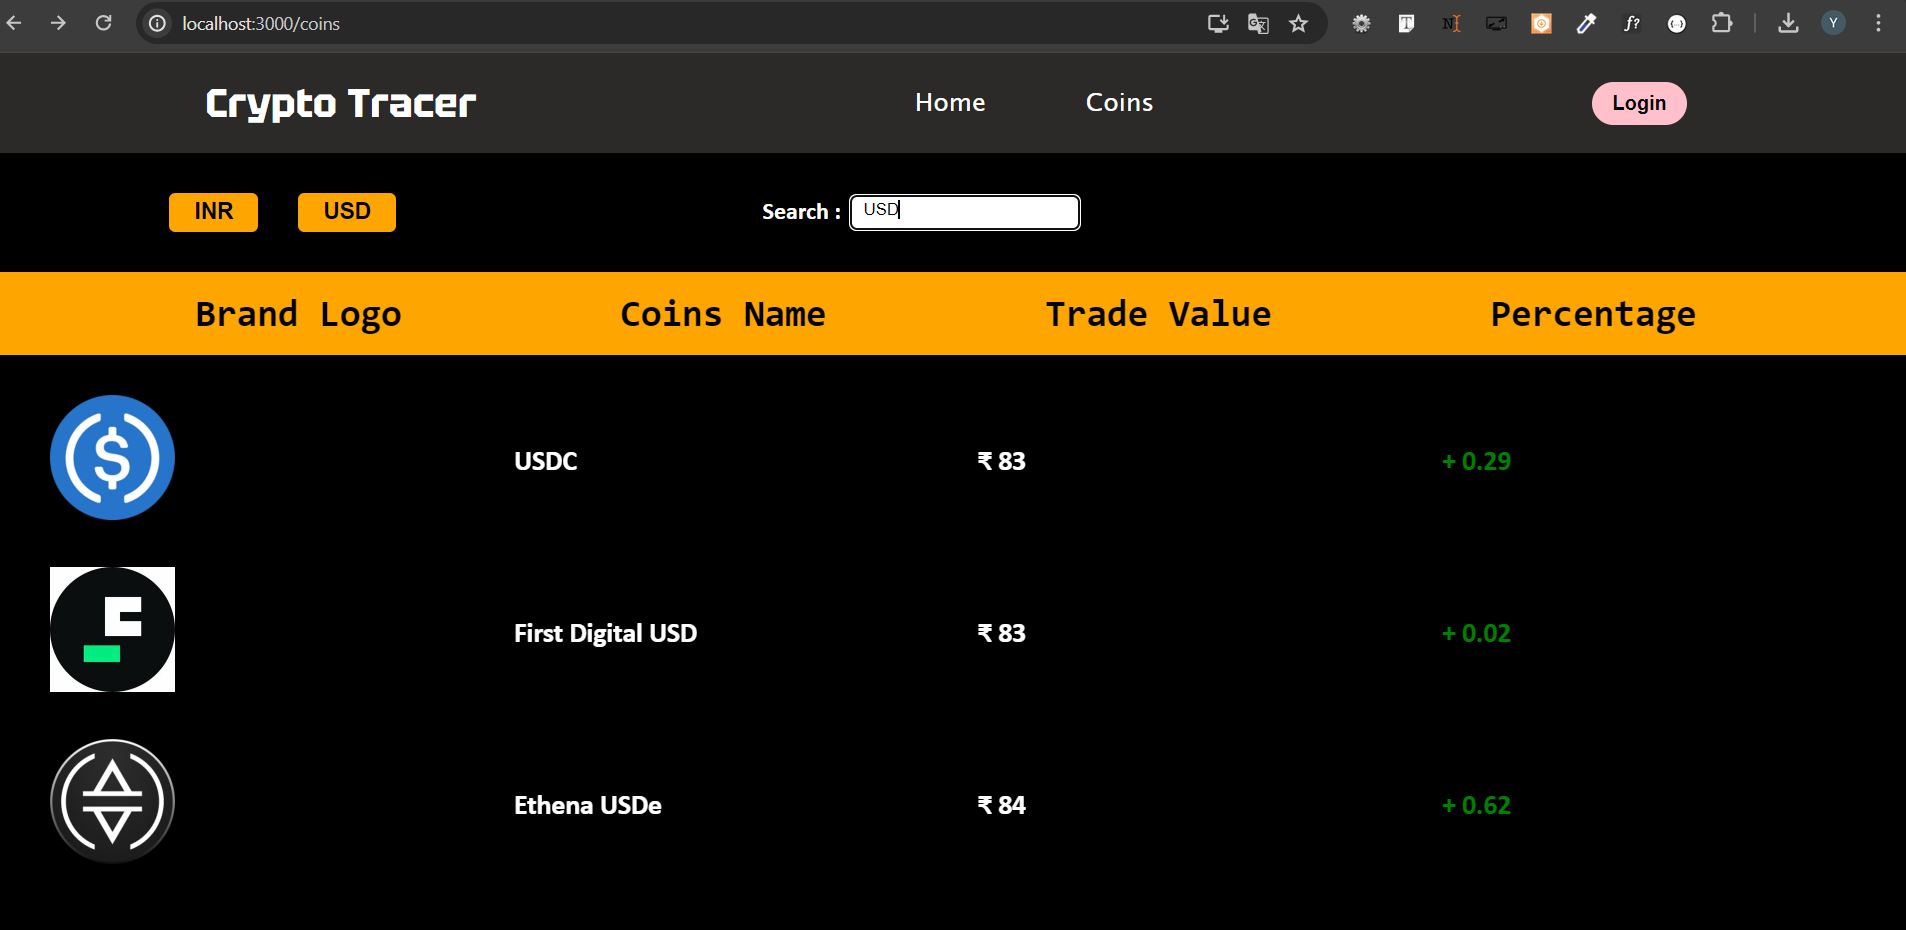 localhost:3000/coins
Y
Crypto Tracer Home Coins Login
INR USD Search : USD
Brand Logo Coins Name Trade Value Percentage
USDC ₹ 83 + 0.29
First Digital USD ₹ 83 + 0.02
Ethena USDe ₹ 84 + 0.62